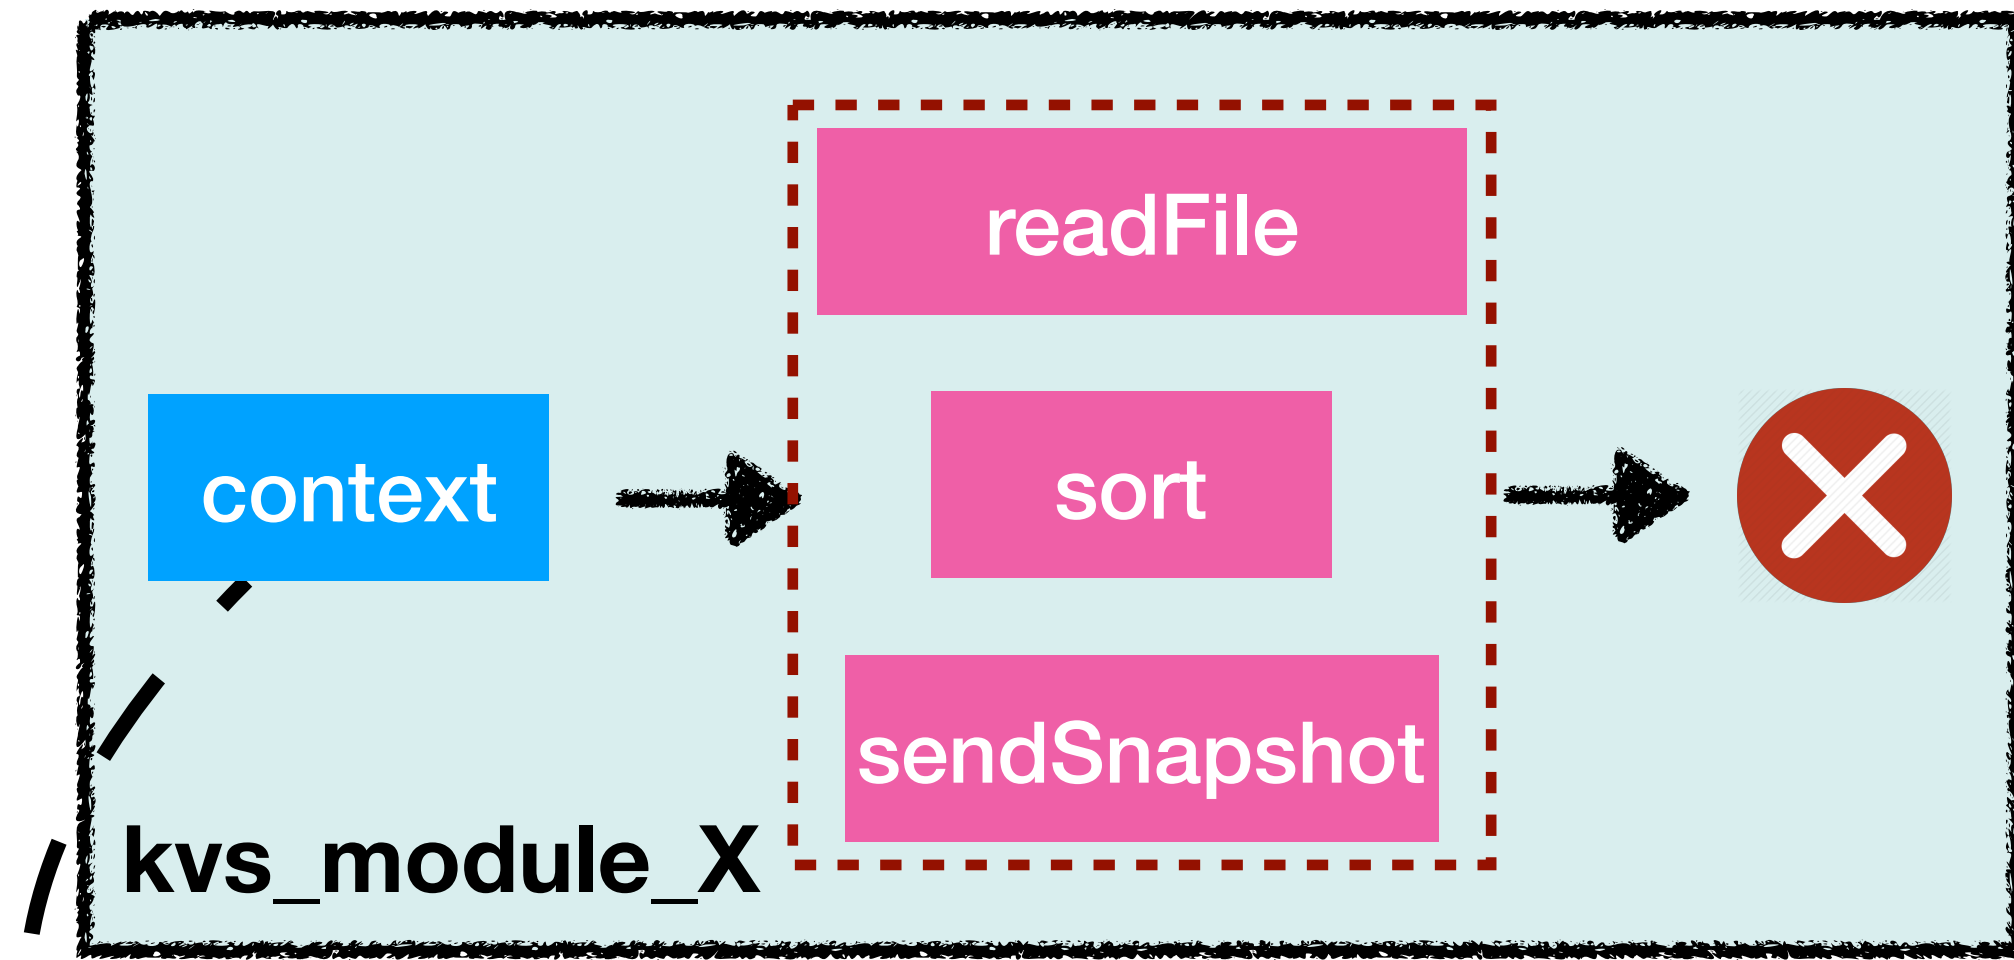 readFile
context
sort
sendSnapshot
kvs_module_X